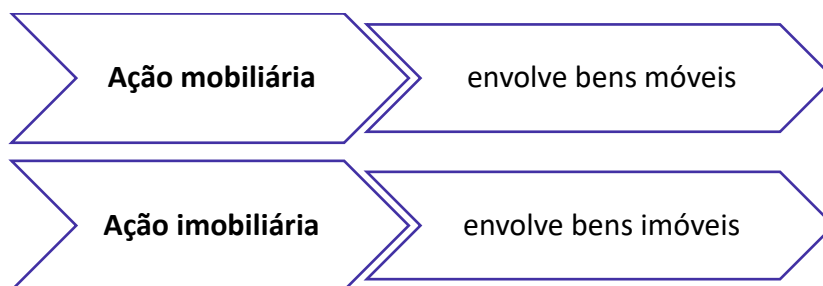 Ação mobiliária
envolve bens móveis
Ação imobiliária
envolve bens imóveis